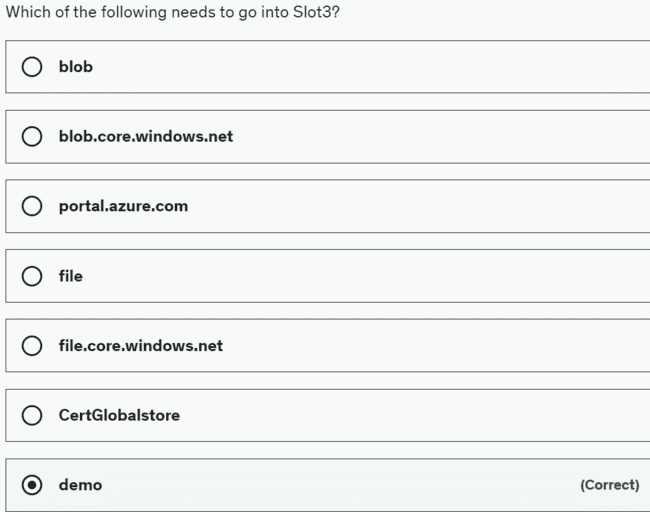 Which of the following needs to go into Slot3?
blob
blob.core.windows.net
portal.azure.com
file
file.core.windows.net
CertGlobalstore
demo (Correct)